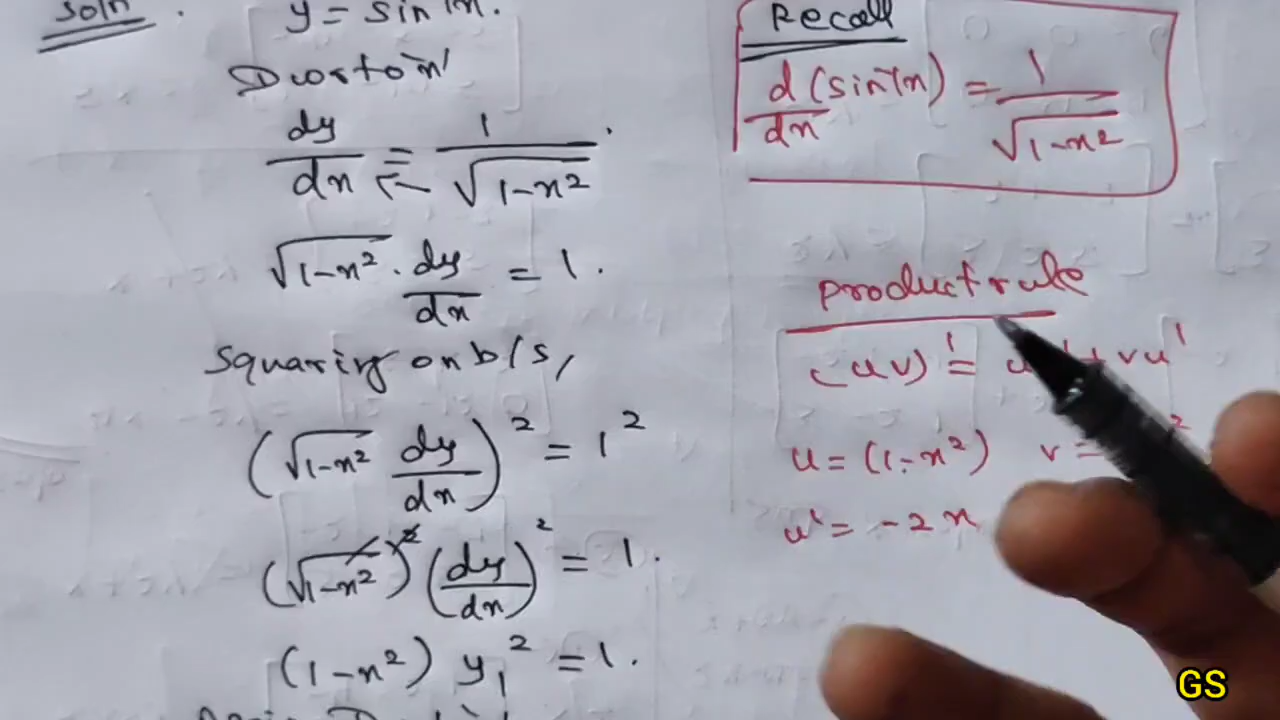 Soln.
y = sin⁻¹x.
D w r to 'x'
dy/dx = 1/√(1-x²).
√(1-x²) . dy/dx = 1.
Squaring on b/s,
(√(1-x²) dy/dx)² = 1²
(√(1-x²))² (dy/dx)² = 1.
(1-x²) y₁² = 1.
Again
Recall
d/dx (sin⁻¹x) = 1/√(1-x²)
product rule
(uv)' = u + vu'
u = (1-x²) v =
u' = -2x
GS